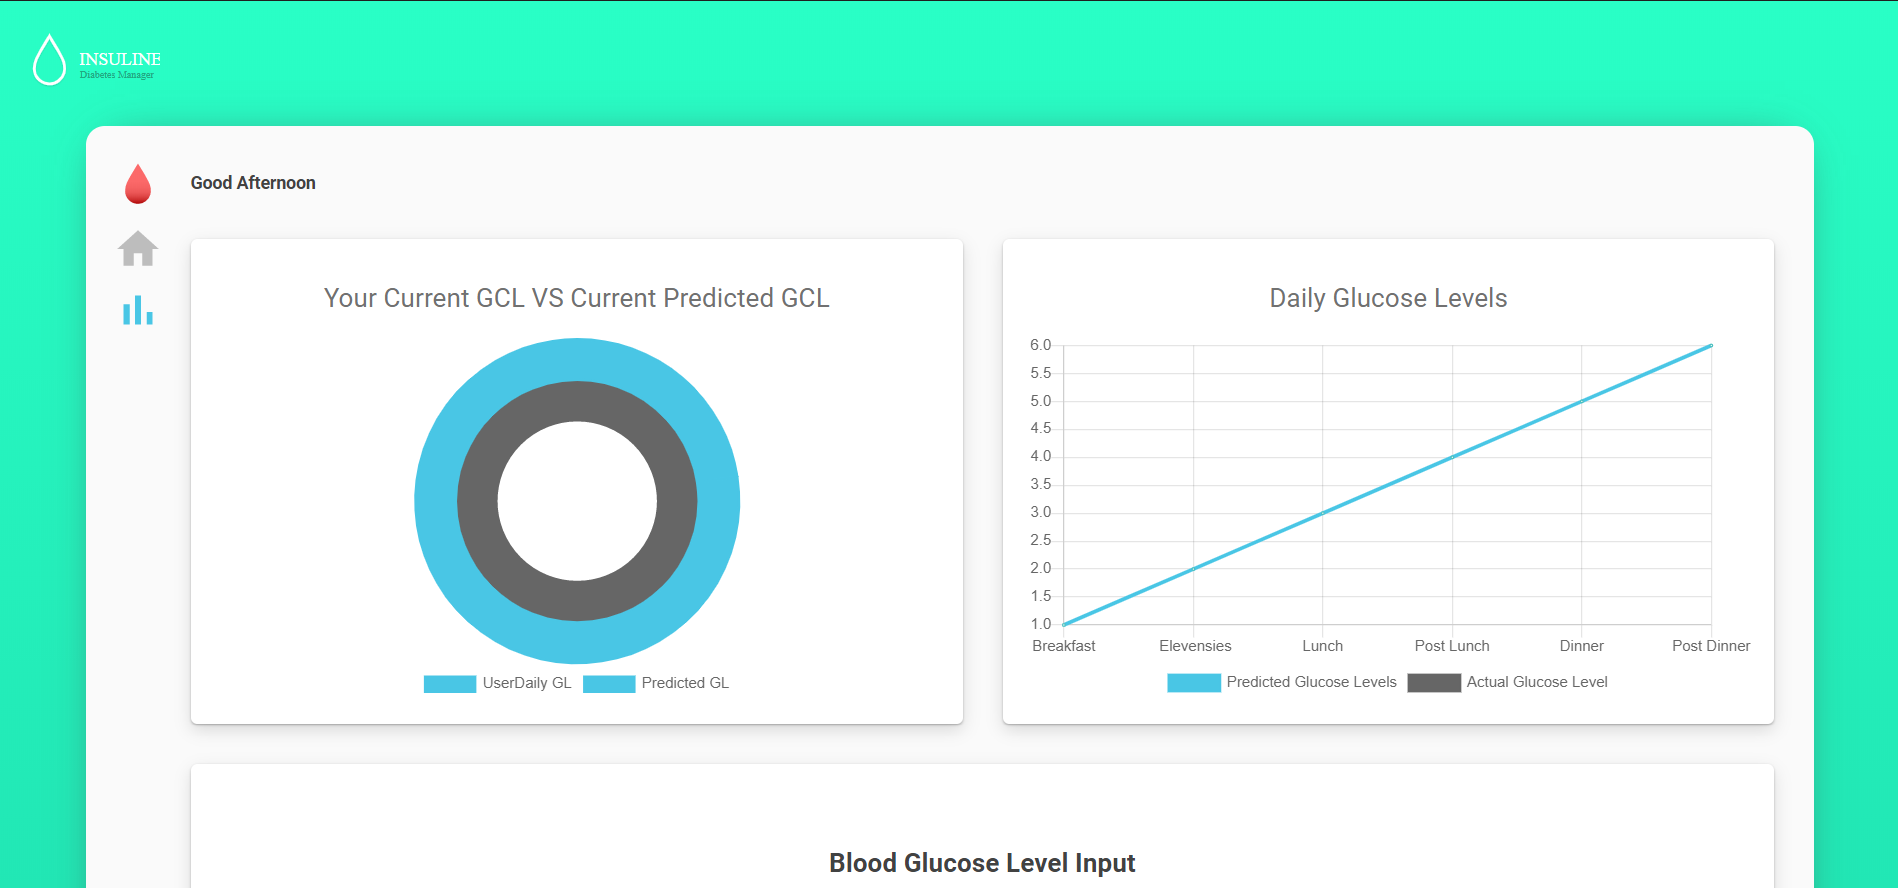 INSULINE
Diabetes Manager
Good Afternoon
Your Current GCL VS Current Predicted GCL
UserDaily GL Predicted GL
Daily Glucose Levels
6.0
5.5
5.0
4.5
4.0
3.5
3.0
2.5
2.0
1.5
1.0
Breakfast Elevensies Lunch Post Lunch Dinner Post Dinner
Predicted Glucose Levels Actual Glucose Level
Blood Glucose Level Input